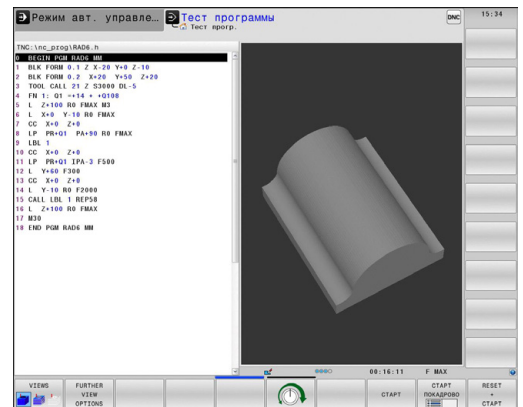 Режим авт. управле...
Тест программы
Тест прогр.
DNC
15:34
TNC:\nc_prog\RAD6.h
0 BEGIN PGM RAD6 MM
1 BLK FORM 0.1 Z X-20 Y+0 Z-10
2 BLK FORM 0.2 X+20 Y+50 Z+20
3 TOOL CALL 21 Z S3000 DL-5
4 FN 1: Q1 =+14 + +Q108
5 L Z+100 R0 FMAX M3
6 L X+0 Y-10 R0 FMAX
7 CC X+0 Z+0
8 LP PR+Q1 PA+90 R0 FMAX
9 LBL 1
10 CC X+0 Z+0
11 LP PR+Q1 IPA-3 F500
12 L Y+60 F300
13 CC X+0 Z+0
14 L Y-10 R0 F2000
15 CALL LBL 1 REP58
16 L Z+100 R0 FMAX
17 M30
18 END PGM RAD6 MM
00:16:11 F MAX
VIEWS
FURTHER
VIEW
OPTIONS
СТАРТ
СТАРТ
ПОКАДРОВО
RESET
+
СТАРТ